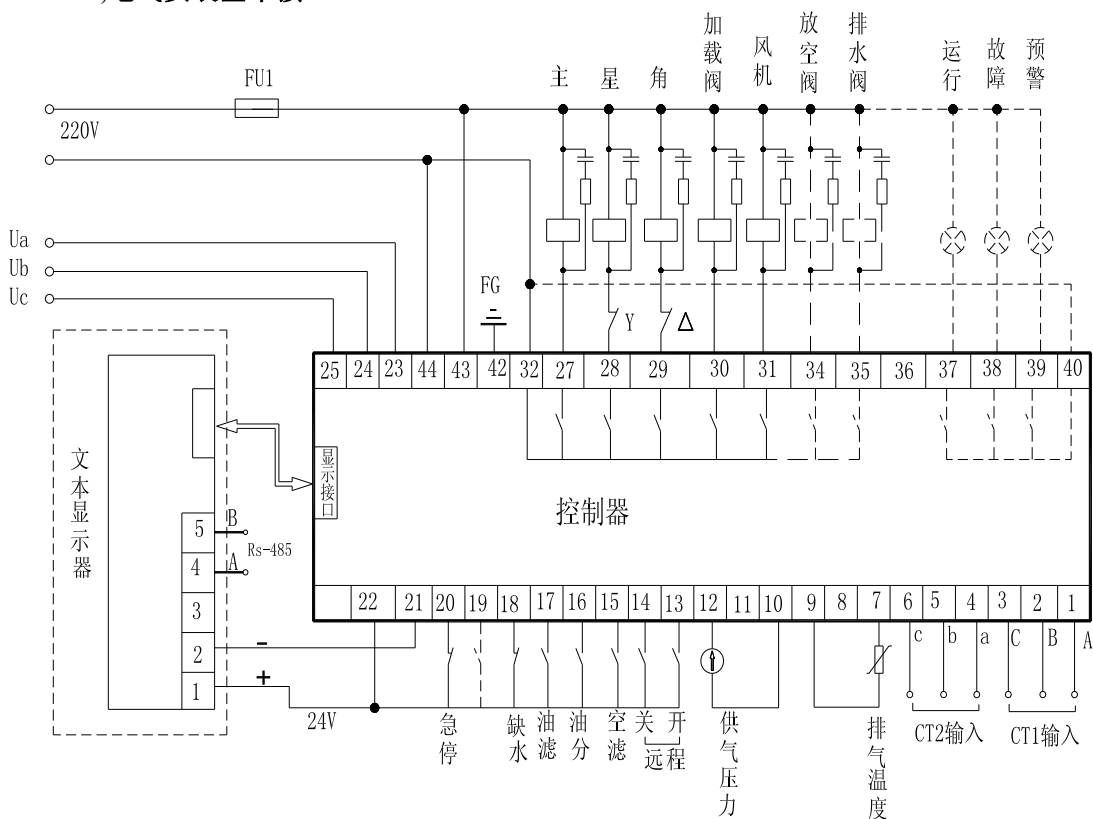 主 星 角 加载阀 风机 放空阀 排水阀 运行 故障 预警
FU1
220V
Ua
Ub
Uc
FG
Y Δ
25 24 23 44 43 42 32 27 28 29 30 31 34 35 36 37 38 39 40
文本显示器
显示接口
控制器
5 B
Rs-485
4 A
3
2 -
1 +
24V
22 21 20 19 18 17 16 15 14 13 12 11 10 9 8 7 6 5 4 3 2 1
c b a C B A
急停 缺水 油滤 油分 空滤 关 开
远程
供气压力
排气温度
CT2输入 CT1输入